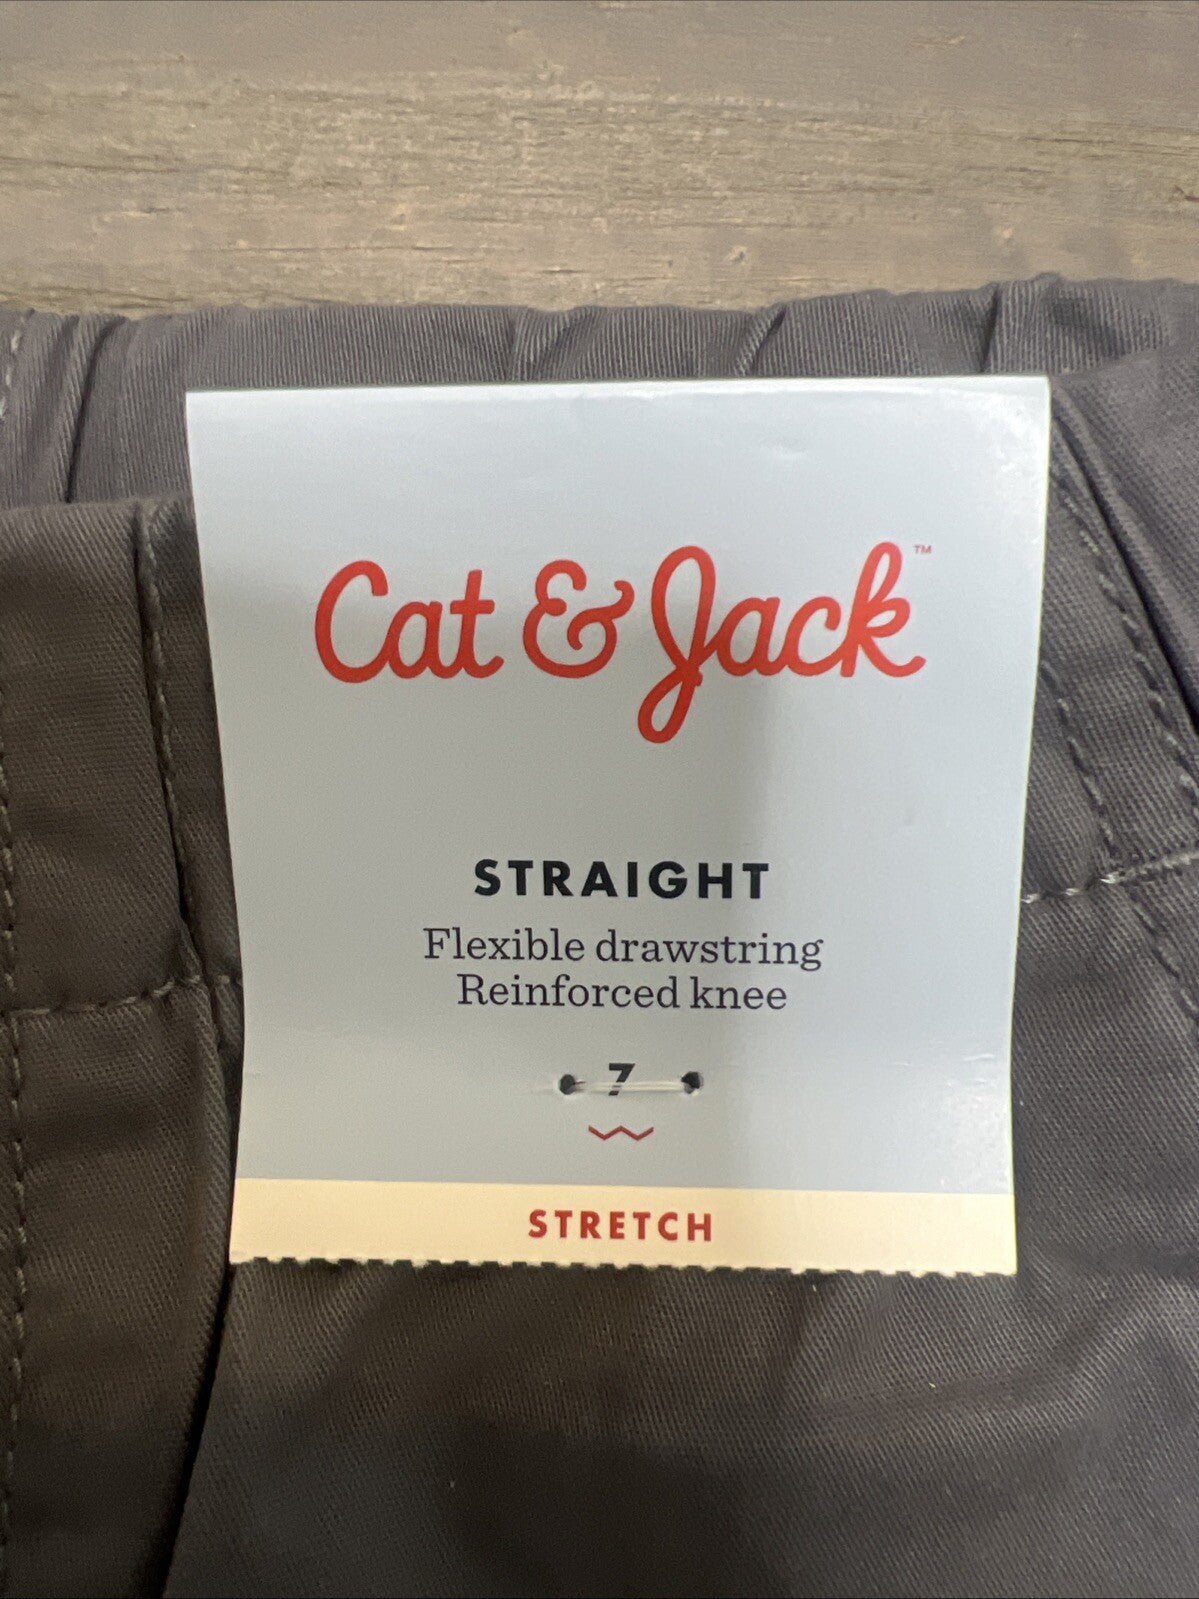 Cat & Jack™
STRAIGHT
Flexible drawstring
Reinforced knee
7
STRETCH